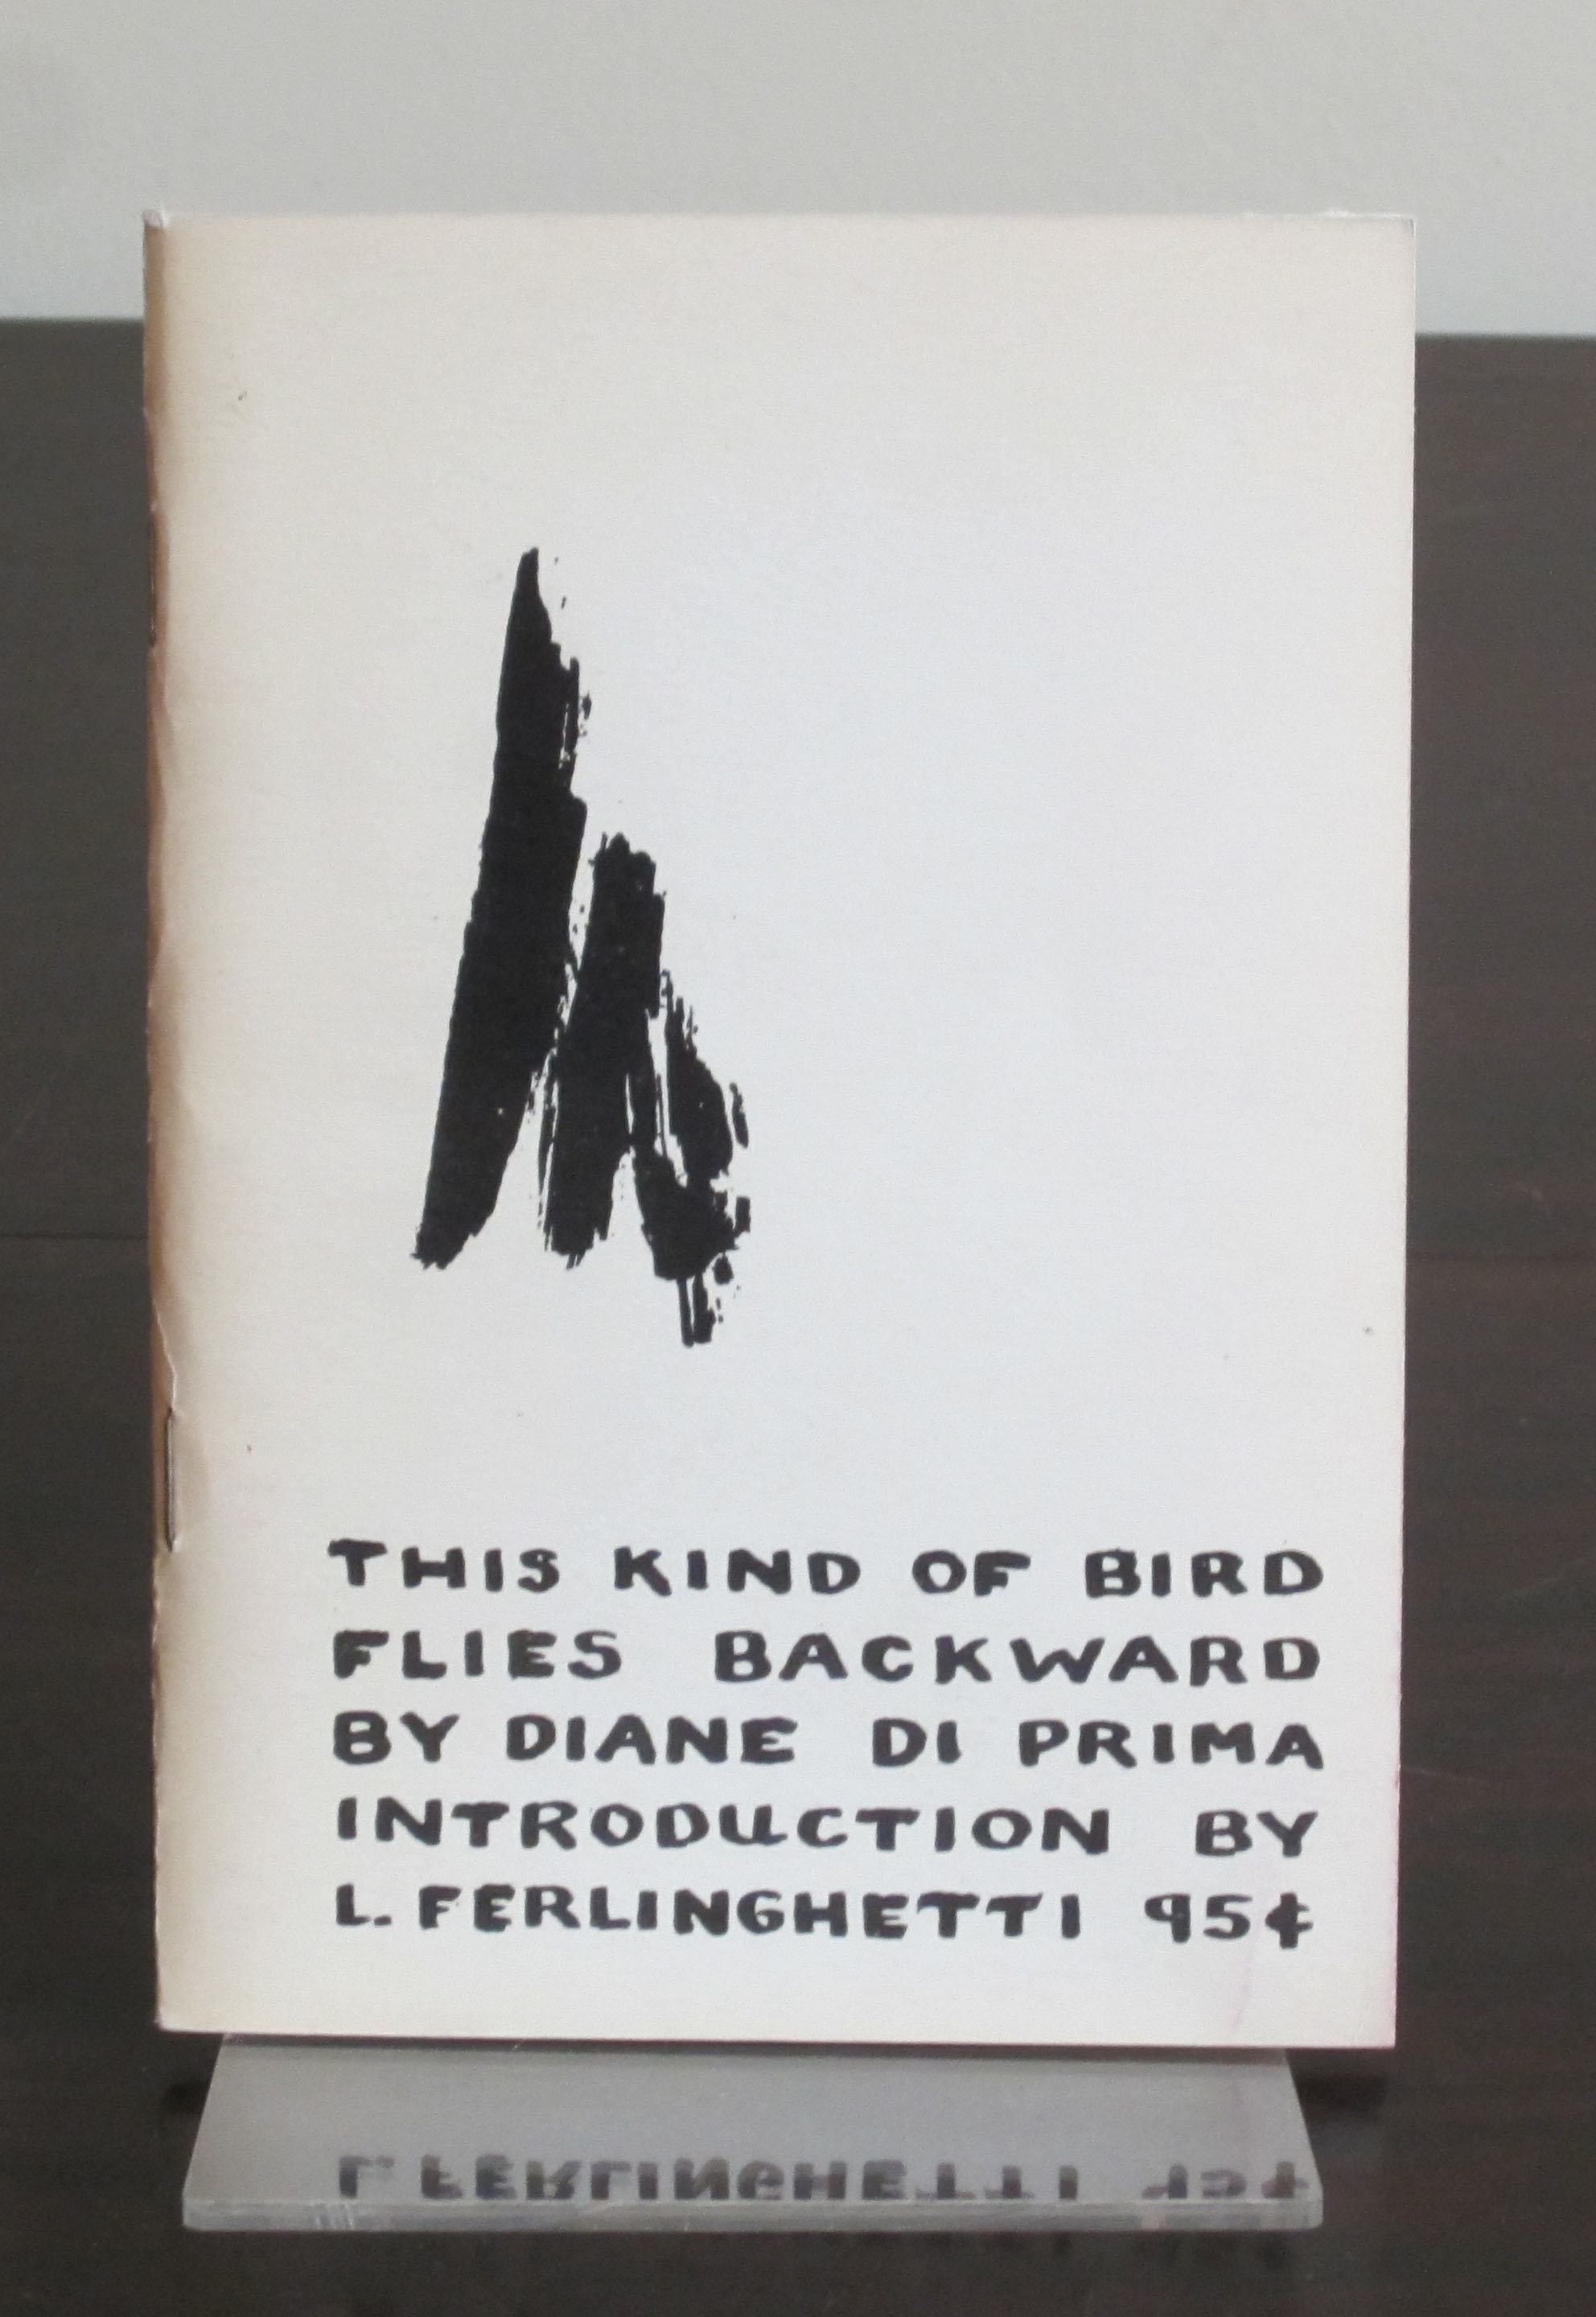 THIS KIND OF BIRD
FLIES BACKWARD
BY DIANE DI PRIMA
INTRODUCTION BY
L. FERLINGHETTI 95¢